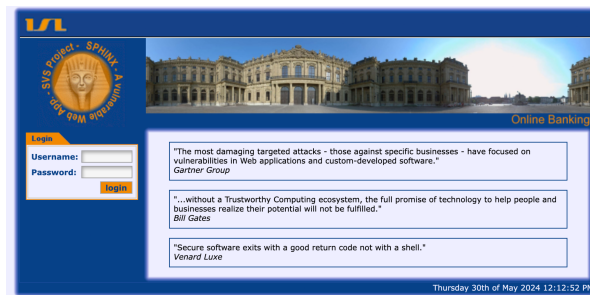 SVS Project - SPHINX - A vulnerable Web App -
Online Banking
Login
Username:
Password:
login
"The most damaging targeted attacks - those against specific businesses - have focused on
vulnerabilities in Web applications and custom-developed software."
Gartner Group
"...without a Trustworthy Computing ecosystem, the full promise of technology to help people and
businesses realize their potential will not be fulfilled."
Bill Gates
"Secure software exits with a good return code not with a shell."
Venard Luxe
Thursday 30th of May 2024 12:12:52 PM